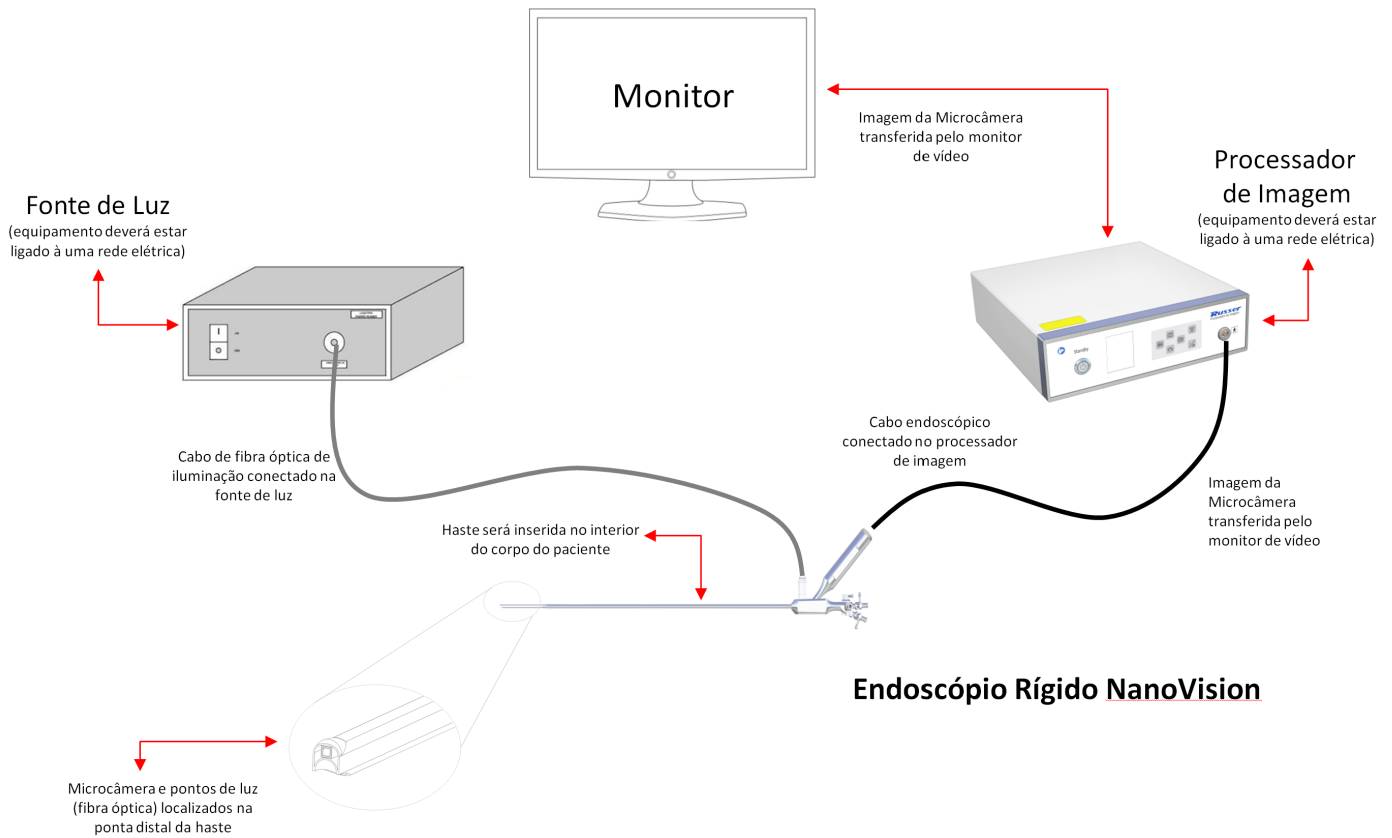 Monitor
Imagem da Microcâmera
transferida pelo monitor
de vídeo
Processador
de Imagem
(equipamento deverá estar
ligado à uma rede elétrica)
Fonte de Luz
(equipamento deverá estar
ligado à uma rede elétrica)
Russer
Standby
Cabo de fibra óptica de
iluminação conectado na
fonte de luz
Cabo endoscópico
conectado no processador
de imagem
Imagem da
Microcâmera
transferida pelo
monitor de vídeo
Haste será inserida no interior
do corpo do paciente
Endoscópio Rígido NanoVision
Microcâmera e pontos de luz
(fibra óptica) localizados na
ponta distal da haste